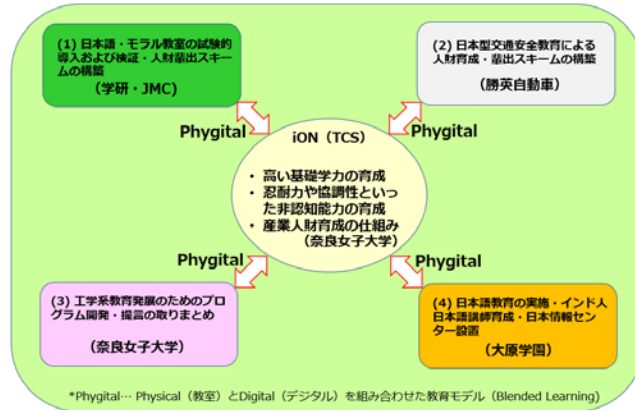 (1) 日本語・モラル教室の試験的
導入および検証・人財輩出スキー
ムの構築
(学研・JMC)
(2) 日本型交通安全教育による
人財育成・輩出スキームの構築
(勝英自動車)
Phygital
Phygital
iON（TCS）
・ 高い基礎学力の育成
・ 忍耐力や協調性といっ
た非認知能力の育成
・ 産業人財育成の仕組み
（奈良女子大学）
Phygital
Phygital
(3) 工学系教育発展のためのプロ
グラム開発・提言の取りまとめ
（奈良女子大学）
(4) 日本語教育の実施・インド人
日本語講師育成・日本情報セン
ター設置
(大原学園)
*Phygital… Physical（教室）とDigital（デジタル）を組み合わせた教育モデル（Blended Learning）